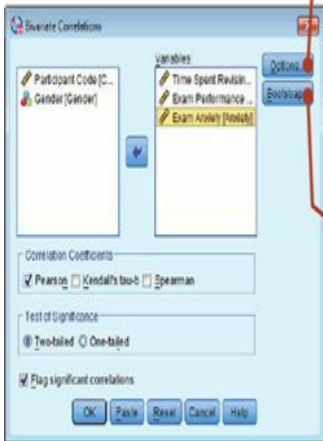 Bivariate Correlations
Variables
Participant Code [C...
Gender [Gender]
Time Spent Revisin...
Exam Performance ...
Exam Anxiety [Anxiety]
Options...
Bootstrap
Correlation Coefficients
Pearson Kendall's tau-b Spearman
Test of Significance
Two-tailed One-tailed
Flag significant correlations
OK Paste Reset Cancel Help